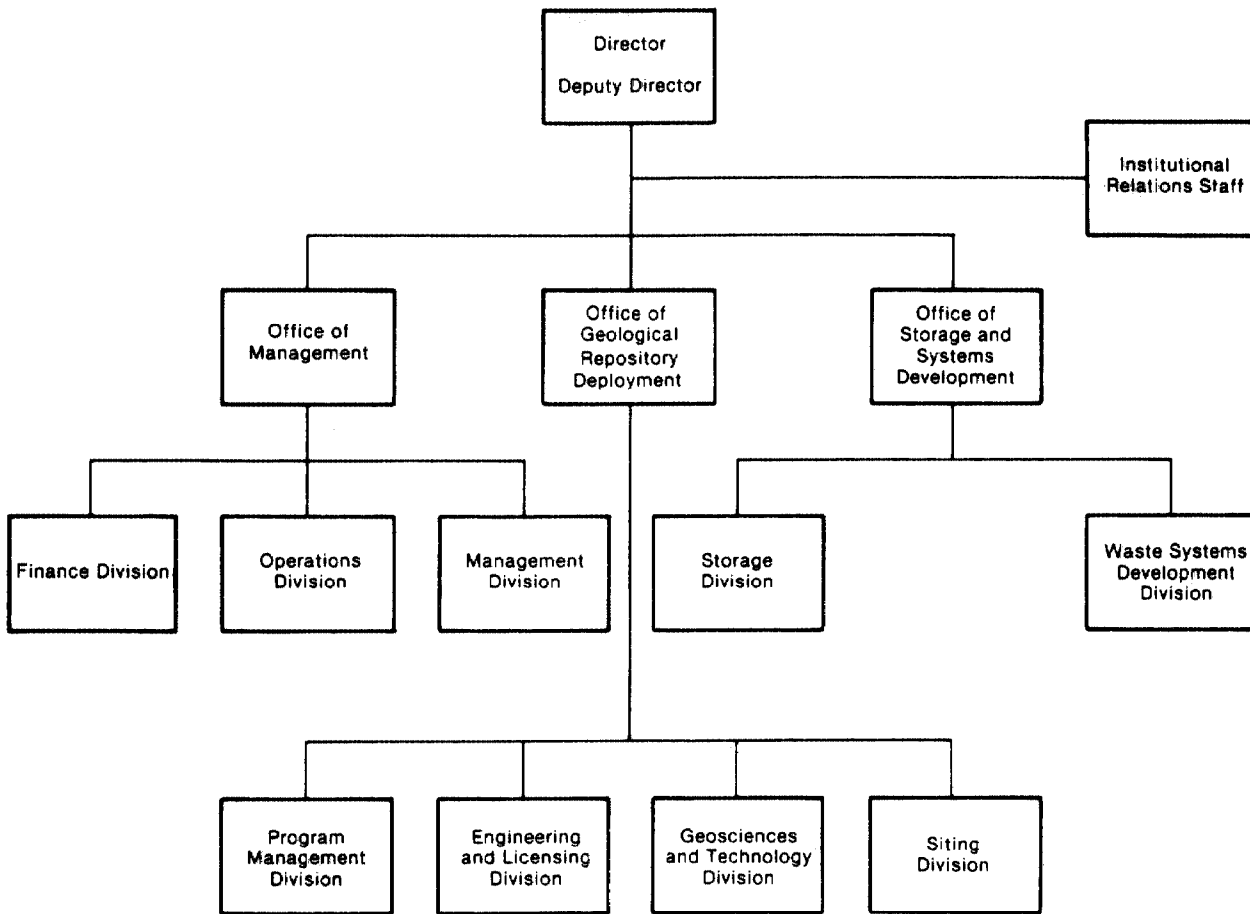 Director
Deputy Director
Institutional
Relations Staff
Office of
Management
Office of
Geological
Repository
Deployment
Office of
Storage and
Systems
Development
Finance Division
Operations
Division
Management
Division
Storage
Division
Waste Systems
Development
Division
Program
Management
Division
Engineering
and Licensing
Division
Geosciences
and Technology
Division
Siting
Division